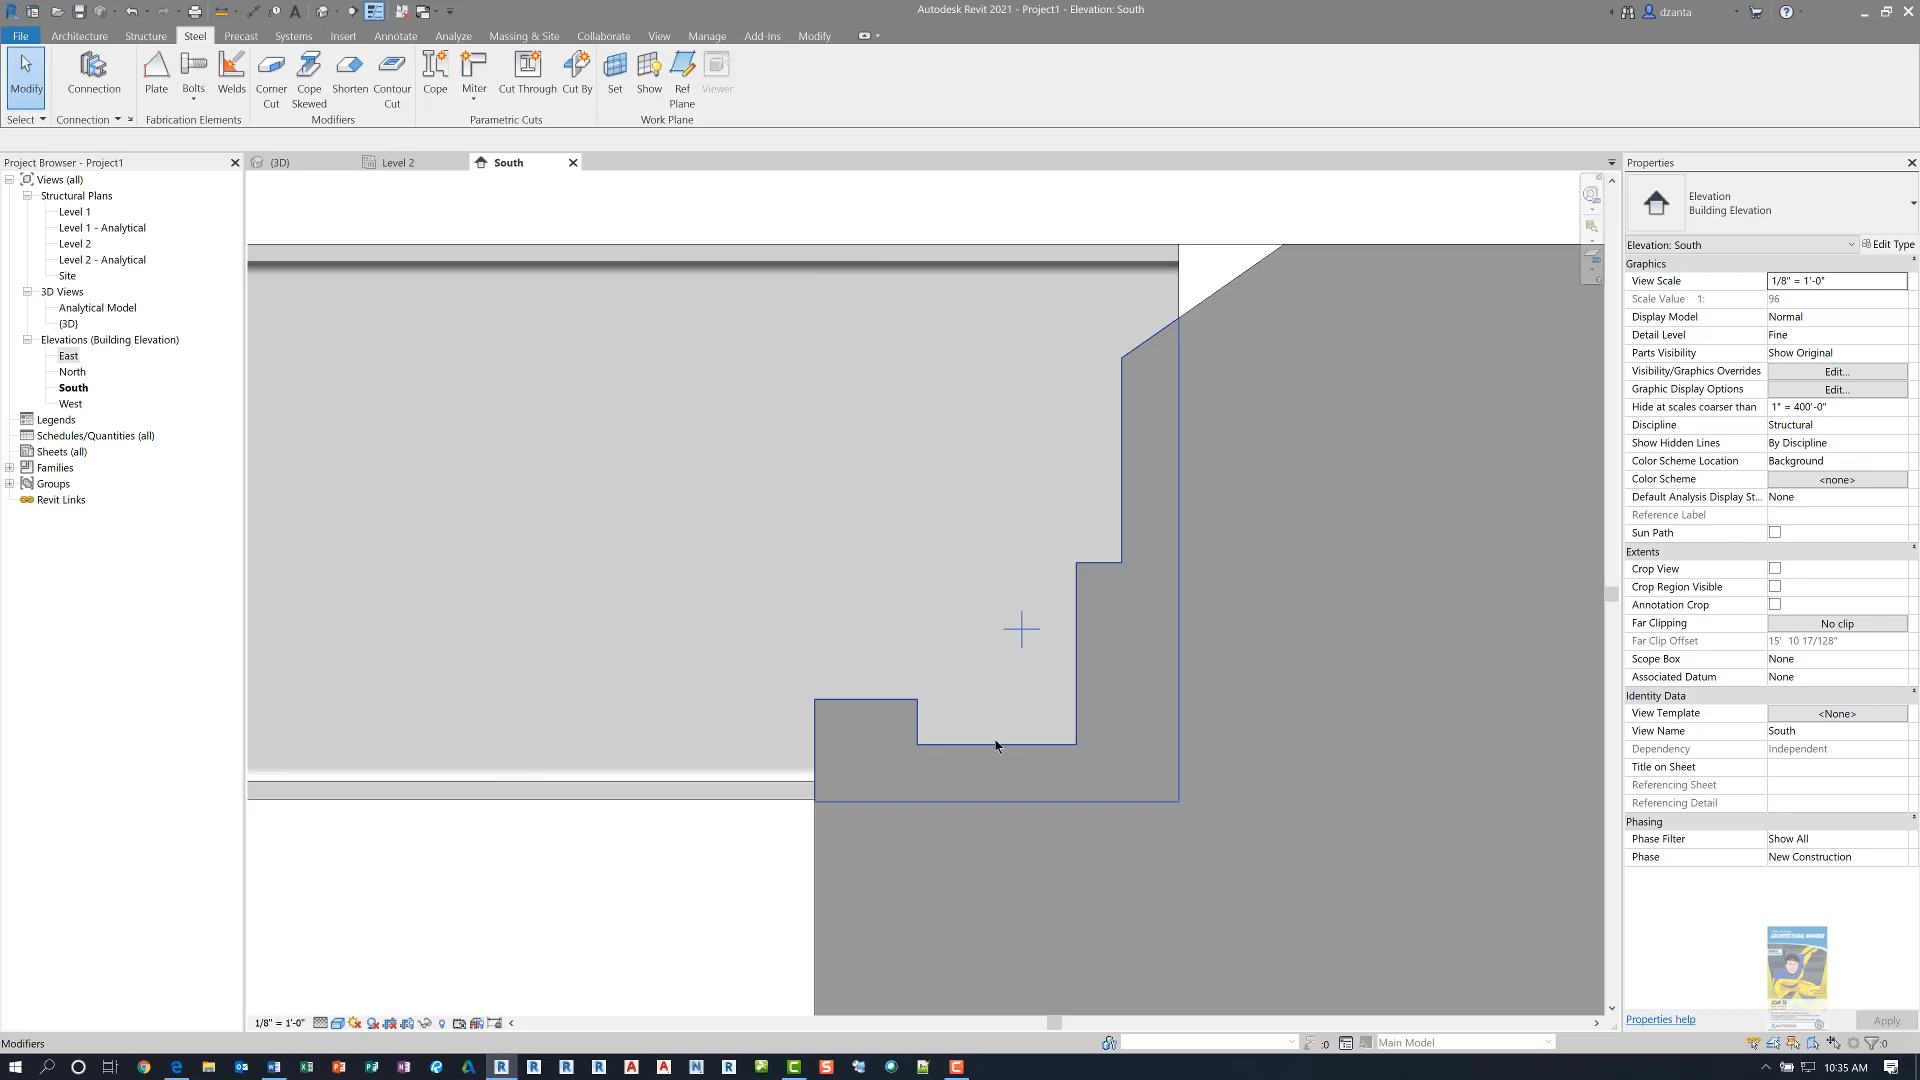 Autodesk Revit 2021 - Project1 - Elevation: South
dzanta
File
Architecture
Structure
Steel
Precast
Systems
Insert
Annotate
Analyze
Massing & Site
Collaborate
View
Manage
Add-Ins
Modify
Modify
Connection
Plate
Bolts
Welds
Corner
Cut
Cope
Skewed
Shorten
Contour
Cut
Cope
Miter
Cut Through
Cut By
Set
Show
Ref
Plane
Viewer
Select
Connection
Fabrication Elements
Modifiers
Parametric Cuts
Work Plane
Project Browser - Project1
{3D}
Level 2
South
Properties
Views (all)
Structural Plans
Level 1
Level 1 - Analytical
Level 2
Level 2 - Analytical
Site
3D Views
Analytical Model
{3D}
Elevations (Building Elevation)
East
North
South
West
Legends
Schedules/Quantities (all)
Sheets (all)
Families
Groups
Revit Links
Elevation
Building Elevation
Elevation: South
Edit Type
Graphics
View Scale 1/8" = 1'-0"
Scale Value 1: 96
Display Model Normal
Detail Level Fine
Parts Visibility Show Original
Visibility/Graphics Overrides Edit...
Graphic Display Options Edit...
Hide at scales coarser than 1" = 400'-0"
Discipline Structural
Show Hidden Lines By Discipline
Color Scheme Location Background
Color Scheme <none>
Default Analysis Display St... None
Reference Label
Sun Path
Extents
Crop View
Crop Region Visible
Annotation Crop
Far Clipping No clip
Far Clip Offset 15' 10 17/128"
Scope Box None
Associated Datum None
Identity Data
View Template <None>
View Name South
Dependency Independent
Title on Sheet
Referencing Sheet
Referencing Detail
Phasing
Phase Filter Show All
Phase New Construction
ARCHITECTURAL WONDER
Properties help
Apply
1/8" = 1'-0"
Modifiers
:0
Main Model
:0
10:35 AM